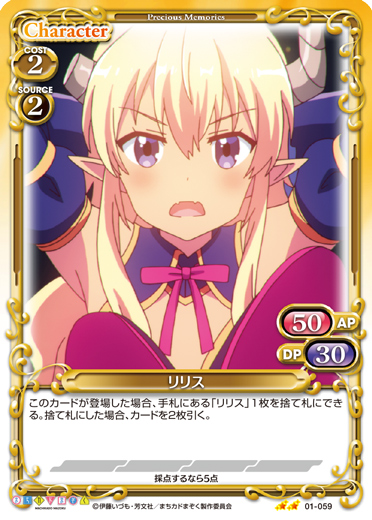 Precious Memories
Character
COST
2
SOURCE
2
50 AP
DP 30
リリス
このカードが登場した場合、手札にある「リリス」1枚を捨て札にでき
る。捨て札にした場合、カードを2枚引く。
採点するなら5点
©伊藤いづも・芳文社／まちカドまぞく製作委員会
01-059